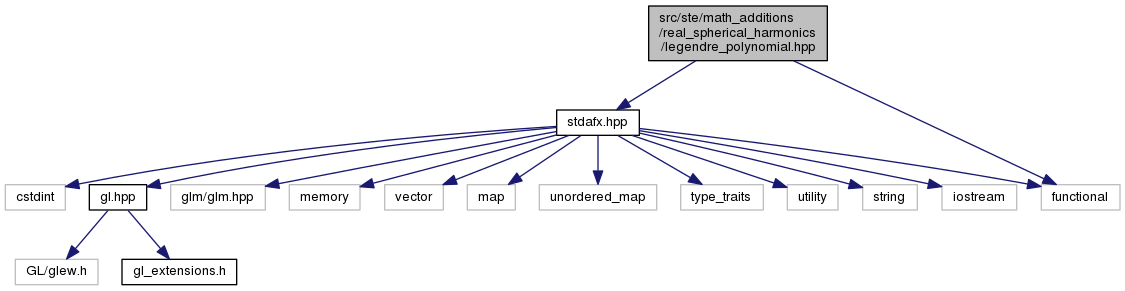 src/ste/math_additions
/real_spherical_harmonics
/legendre_polynomial.hpp
stdafx.hpp
cstdint
gl.hpp
glm/glm.hpp
memory
vector
map
unordered_map
type_traits
utility
string
iostream
functional
GL/glew.h
gl_extensions.h